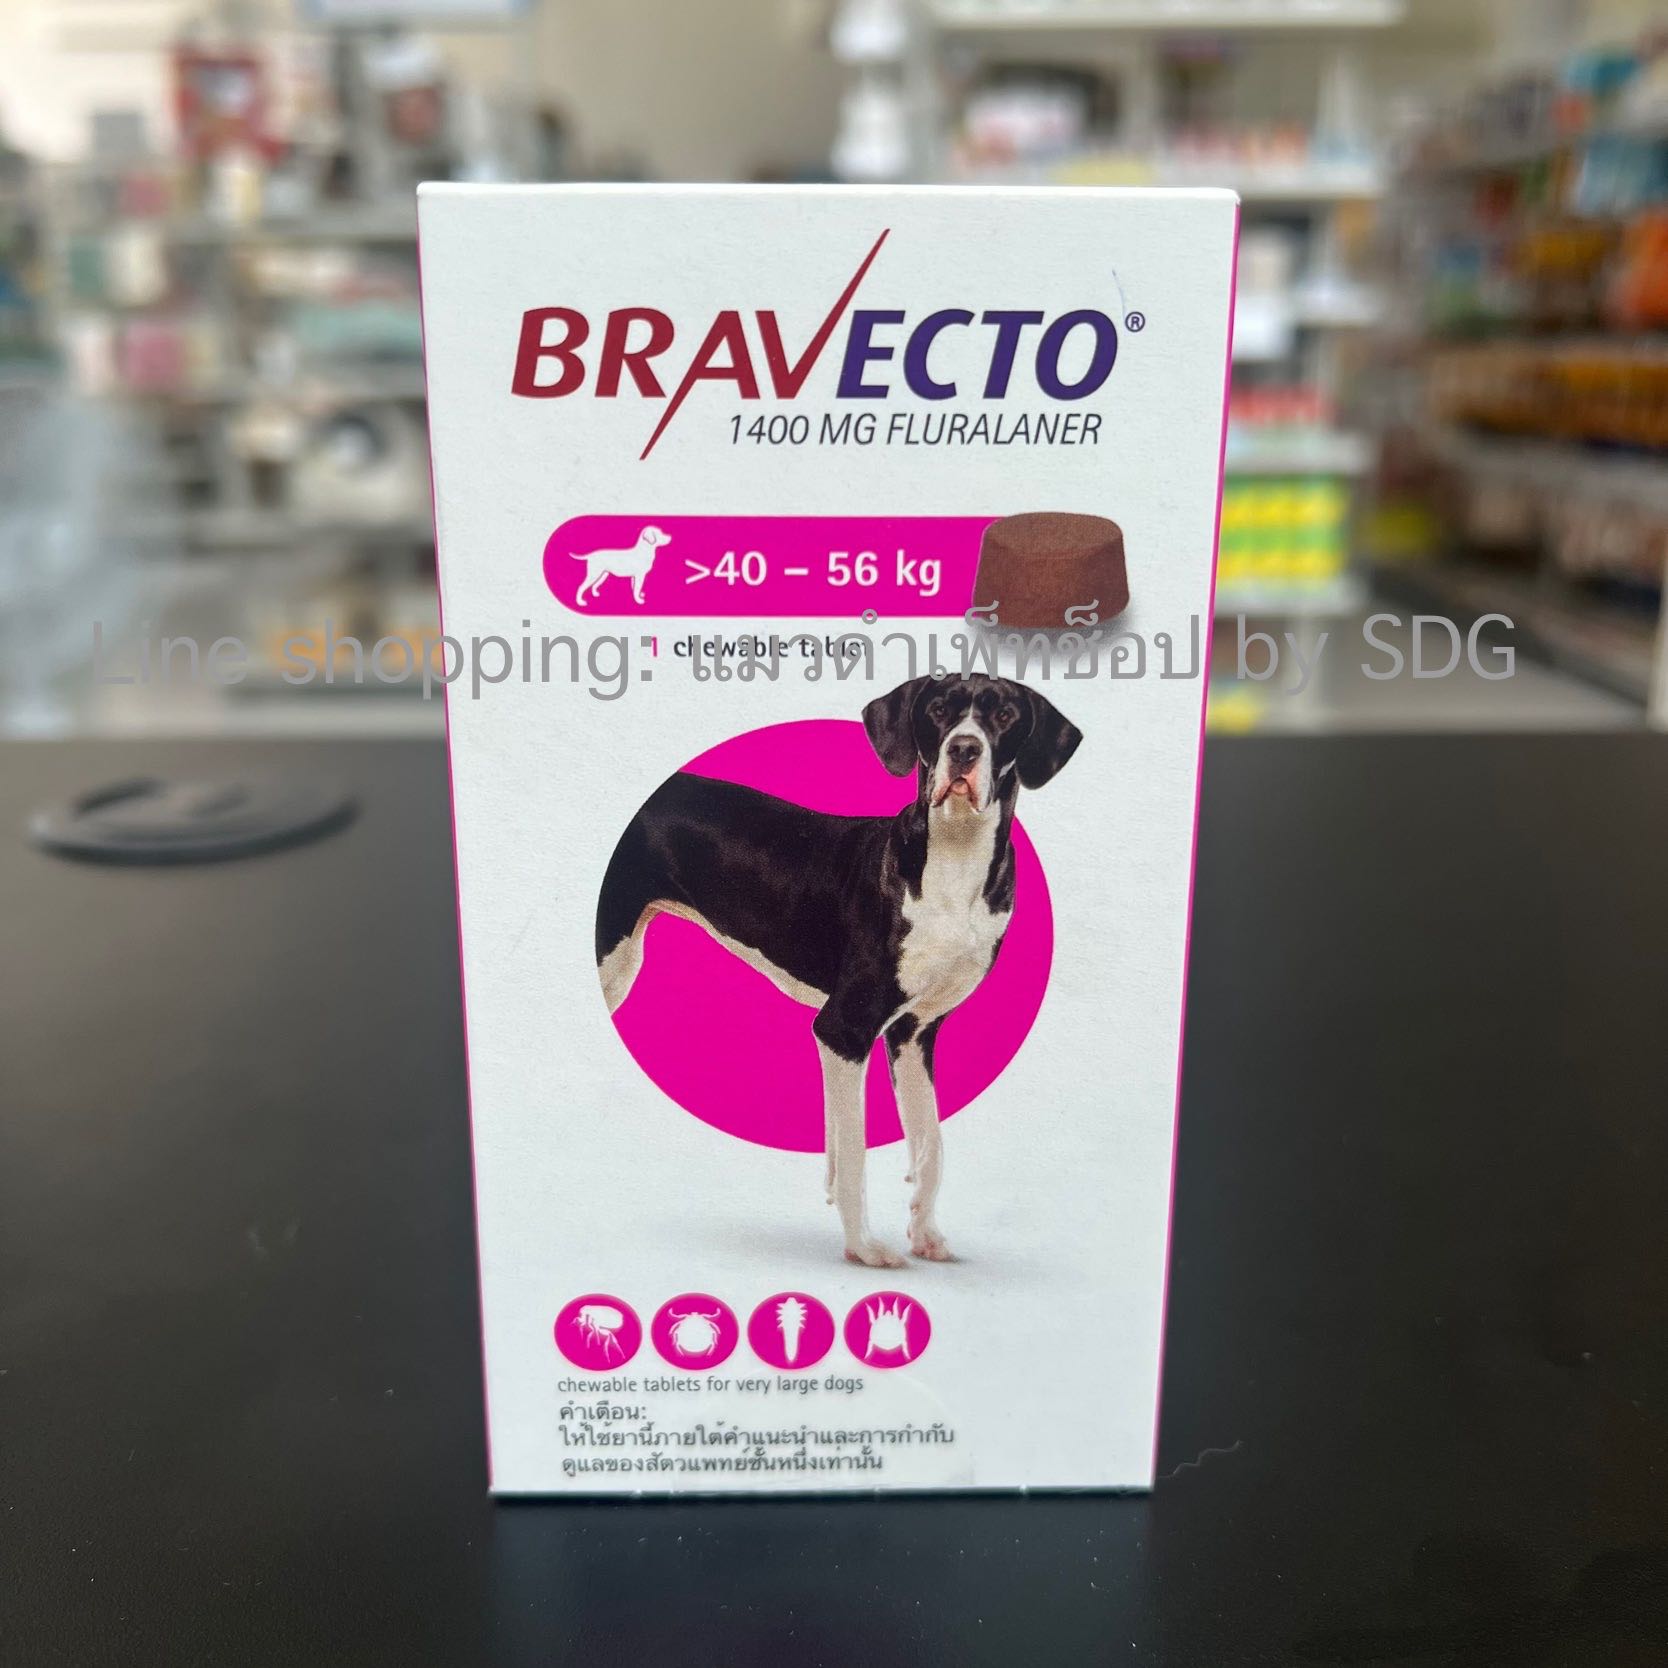 BRAVECTO®
1400 MG FLURALANER
>40 – 56 kg
1 chewable tablet
Line shopping: แมวดำเพ็ทช็อป by SDG
chewable tablets for very large dogs
คำเตือน:
ให้ใช้ยานี้ภายใต้คำแนะนำและการกำกับ
ดูแลของสัตวแพทย์ชั้นหนึ่งเท่านั้น